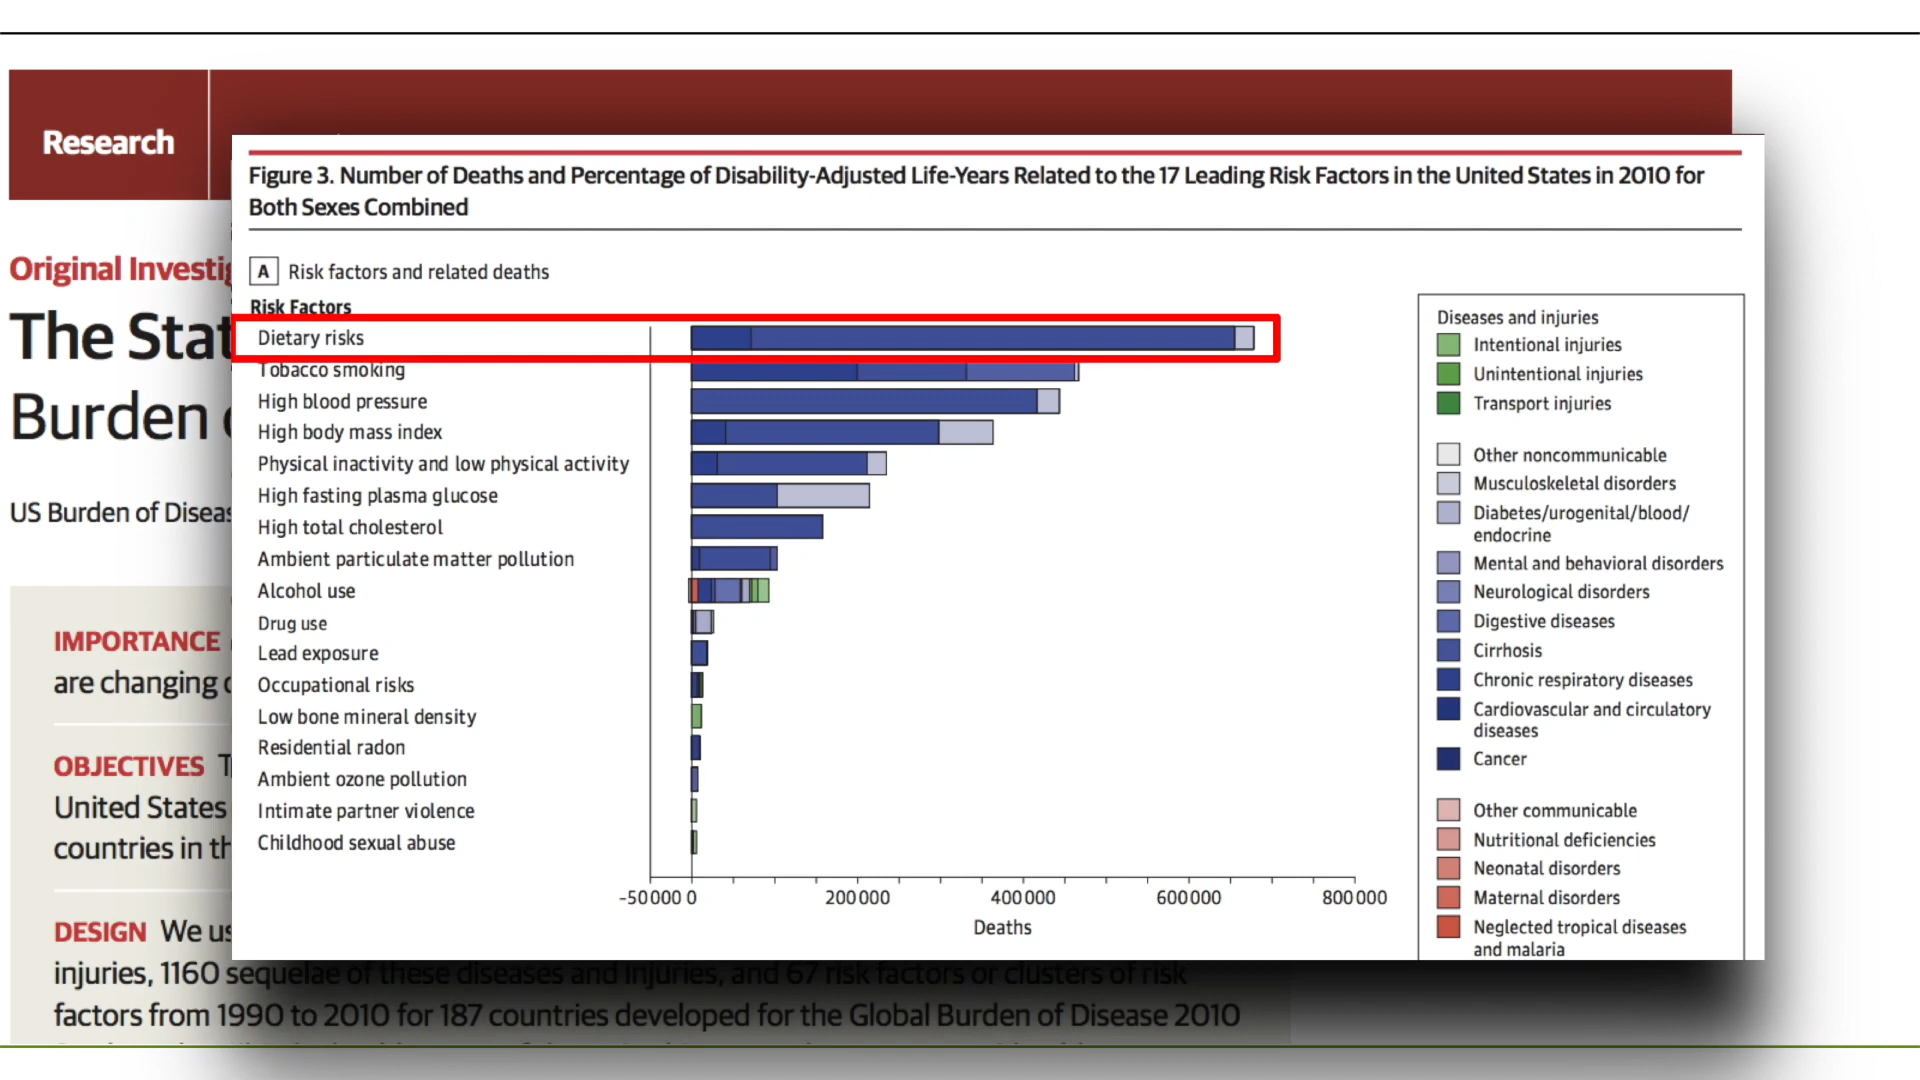 Research
Figure 3. Number of Deaths and Percentage of Disability-Adjusted Life-Years Related to the 17 Leading Risk Factors in the United States in 2010 for
Both Sexes Combined
A Risk factors and related deaths
Risk Factors
Dietary risks
Tobacco smoking
High blood pressure
High body mass index
Physical inactivity and low physical activity
High fasting plasma glucose
High total cholesterol
Ambient particulate matter pollution
Alcohol use
Drug use
Lead exposure
Occupational risks
Low bone mineral density
Residential radon
Ambient ozone pollution
Intimate partner violence
Childhood sexual abuse
-50000 0 200000 400000 600000 800000
Deaths
Diseases and injuries
Intentional injuries
Unintentional injuries
Transport injuries
Other noncommunicable
Musculoskeletal disorders
Diabetes/urogenital/blood/
endocrine
Mental and behavioral disorders
Neurological disorders
Digestive diseases
Cirrhosis
Chronic respiratory diseases
Cardiovascular and circulatory
diseases
Cancer
Other communicable
Nutritional deficiencies
Neonatal disorders
Maternal disorders
Neglected tropical diseases
and malaria
Original
The
Burden
US Burden of
IMPORTANCE
are changing
OBJECTIVES
United States
countries in
DESIGN We
injuries, 1160 sequelae of these diseases and injuries, and 67 risk factors or clusters of risk
factors from 1990 to 2010 for 187 countries developed for the Global Burden of Disease 2010